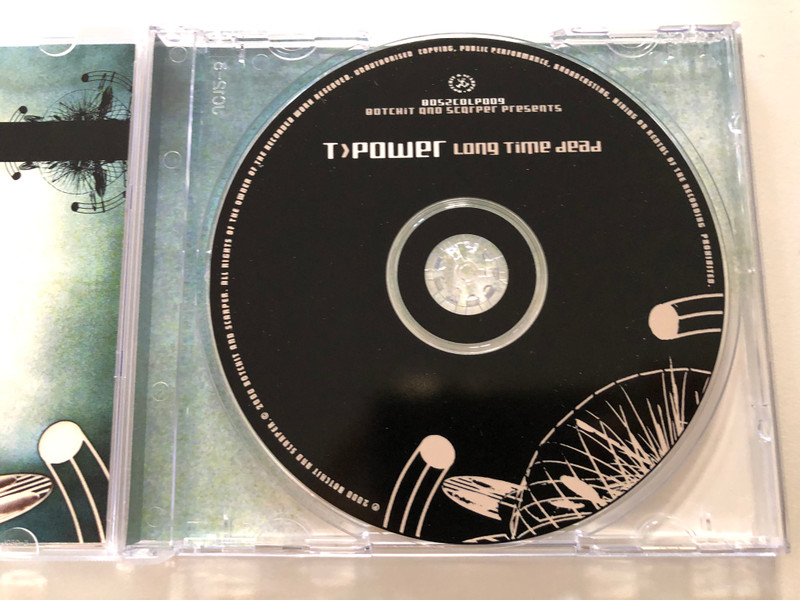 BOS2CDLP009
BOTCHIT AND SCARPER PRESENTS
T>POWER LONG TIME DEAD
℗ 2000 BOTCHIT AND SCARPER. © 2000 BOTCHIT AND SCARPER. ALL RIGHTS OF THE OWNER OF THE RECORDED WORK RESERVED. UNAUTHORISED COPYING, PUBLIC PERFORMANCE, BROADCASTING, HIRING OR RENTAL OF THE RECORDING PROHIBITED.